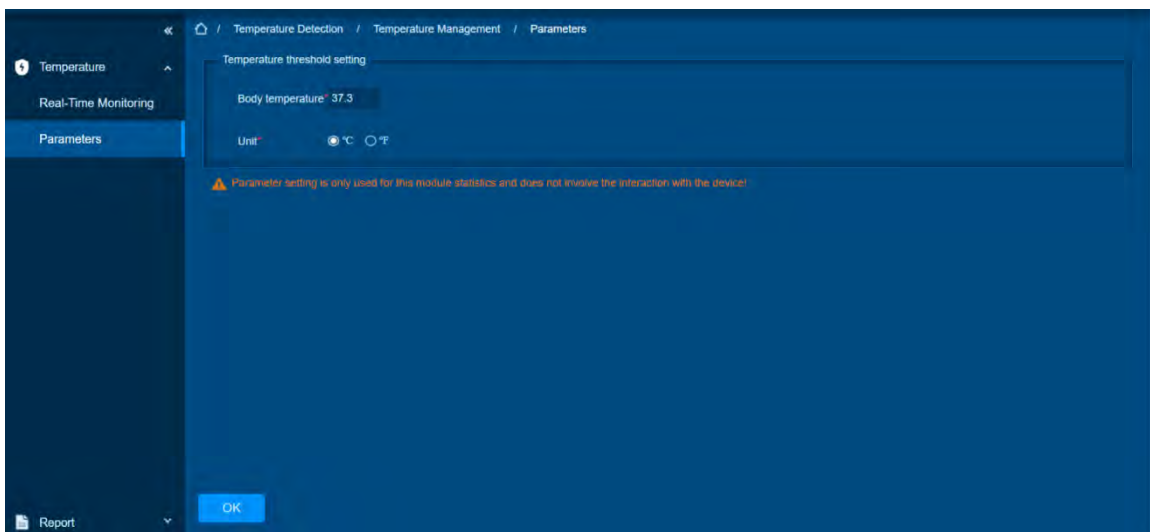 «
/ Temperature Detection / Temperature Management / Parameters
Temperature
Real-Time Monitoring
Parameters
Temperature threshold setting
Body temperature* 37.3
Unit* ℃ ℉
Parameter setting is only used for this module statistics and does not involve the interaction with the device!
OK
Report